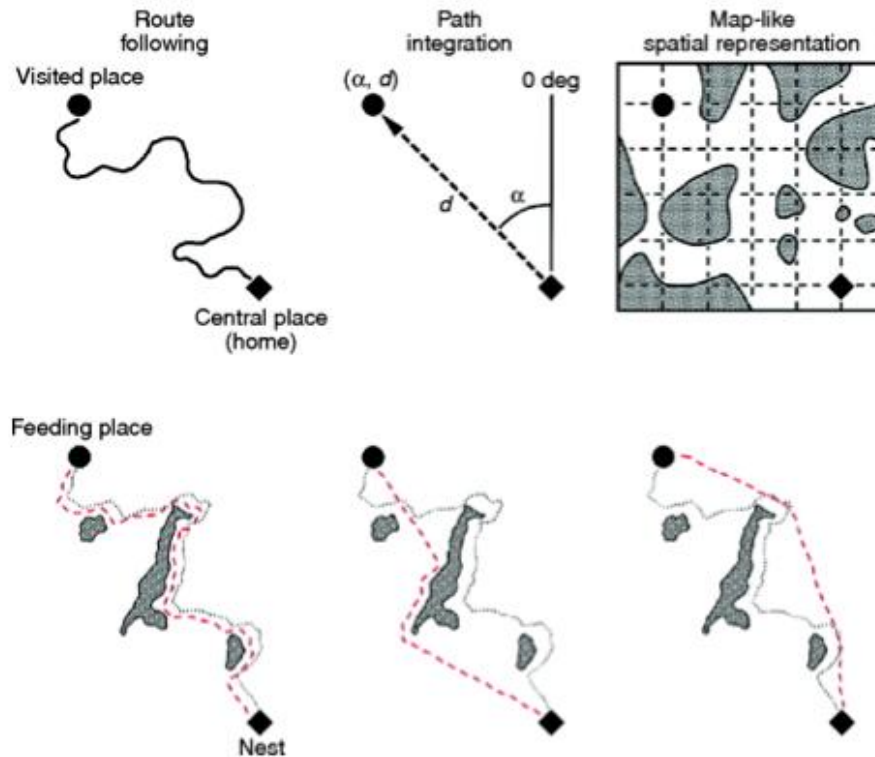 Route
following
Path
integration
Map-like
spatial representation
Visited place
(α, d)
0 deg
α
d
Central place
(home)
Feeding place
Nest